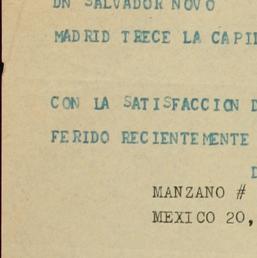 DN SALVADOR NOVO
MADRID TRECE LA CAPI
CON LA SATISFACCION D
FERIDO RECIENTEMENTE
D
MANZANO #
MEXICO 20,